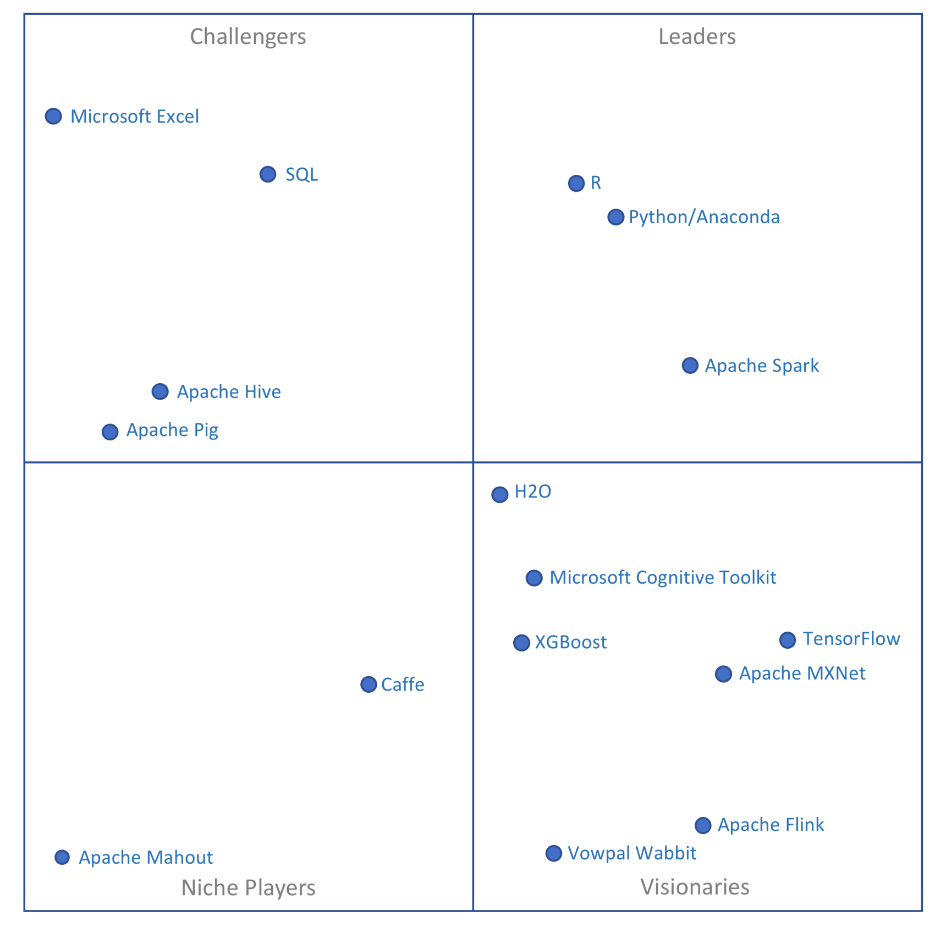 Challengers
Leaders
Microsoft Excel
SQL
R
Python/Anaconda
Apache Spark
Apache Hive
Apache Pig
H2O
Microsoft Cognitive Toolkit
XGBoost
TensorFlow
Apache MXNet
Caffe
Apache Flink
Vowpal Wabbit
Apache Mahout
Niche Players
Visionaries